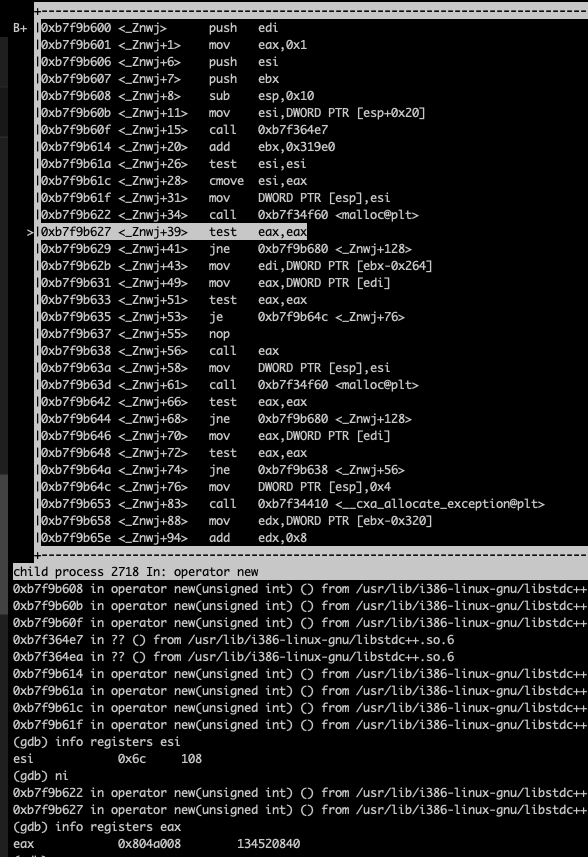 B+ |0xb7f9b600 <_Znwj> push edi
|0xb7f9b601 <_Znwj+1> mov eax,0x1
|0xb7f9b606 <_Znwj+6> push esi
|0xb7f9b607 <_Znwj+7> push ebx
|0xb7f9b608 <_Znwj+8> sub esp,0x10
|0xb7f9b60b <_Znwj+11> mov esi,DWORD PTR [esp+0x20]
|0xb7f9b60f <_Znwj+15> call 0xb7f364e7
|0xb7f9b614 <_Znwj+20> add ebx,0x319e0
|0xb7f9b61a <_Znwj+26> test esi,esi
|0xb7f9b61c <_Znwj+28> cmove esi,eax
|0xb7f9b61f <_Znwj+31> mov DWORD PTR [esp],esi
|0xb7f9b622 <_Znwj+34> call 0xb7f34f60 <malloc@plt>
>|0xb7f9b627 <_Znwj+39> test eax,eax
|0xb7f9b629 <_Znwj+41> jne 0xb7f9b680 <_Znwj+128>
|0xb7f9b62b <_Znwj+43> mov edi,DWORD PTR [ebx-0x264]
|0xb7f9b631 <_Znwj+49> mov eax,DWORD PTR [edi]
|0xb7f9b633 <_Znwj+51> test eax,eax
|0xb7f9b635 <_Znwj+53> je 0xb7f9b64c <_Znwj+76>
|0xb7f9b637 <_Znwj+55> nop
|0xb7f9b638 <_Znwj+56> call eax
|0xb7f9b63a <_Znwj+58> mov DWORD PTR [esp],esi
|0xb7f9b63d <_Znwj+61> call 0xb7f34f60 <malloc@plt>
|0xb7f9b642 <_Znwj+66> test eax,eax
|0xb7f9b644 <_Znwj+68> jne 0xb7f9b680 <_Znwj+128>
|0xb7f9b646 <_Znwj+70> mov eax,DWORD PTR [edi]
|0xb7f9b648 <_Znwj+72> test eax,eax
|0xb7f9b64a <_Znwj+74> jne 0xb7f9b638 <_Znwj+56>
|0xb7f9b64c <_Znwj+76> mov DWORD PTR [esp],0x4
|0xb7f9b653 <_Znwj+83> call 0xb7f34410 <__cxa_allocate_exception@plt>
|0xb7f9b658 <_Znwj+88> mov edx,DWORD PTR [ebx-0x320]
|0xb7f9b65e <_Znwj+94> add edx,0x8
child process 2718 In: operator new
0xb7f9b608 in operator new(unsigned int) () from /usr/lib/i386-linux-gnu/libstdc++
0xb7f9b60b in operator new(unsigned int) () from /usr/lib/i386-linux-gnu/libstdc++
0xb7f9b60f in operator new(unsigned int) () from /usr/lib/i386-linux-gnu/libstdc++
0xb7f364e7 in ?? () from /usr/lib/i386-linux-gnu/libstdc++.so.6
0xb7f364ea in ?? () from /usr/lib/i386-linux-gnu/libstdc++.so.6
0xb7f9b614 in operator new(unsigned int) () from /usr/lib/i386-linux-gnu/libstdc++
0xb7f9b61a in operator new(unsigned int) () from /usr/lib/i386-linux-gnu/libstdc++
0xb7f9b61c in operator new(unsigned int) () from /usr/lib/i386-linux-gnu/libstdc++
0xb7f9b61f in operator new(unsigned int) () from /usr/lib/i386-linux-gnu/libstdc++
(gdb) info registers esi
esi 0x6c 108
(gdb) ni
0xb7f9b622 in operator new(unsigned int) () from /usr/lib/i386-linux-gnu/libstdc++
0xb7f9b627 in operator new(unsigned int) () from /usr/lib/i386-linux-gnu/libstdc++
(gdb) info registers eax
eax 0x804a008 134520840